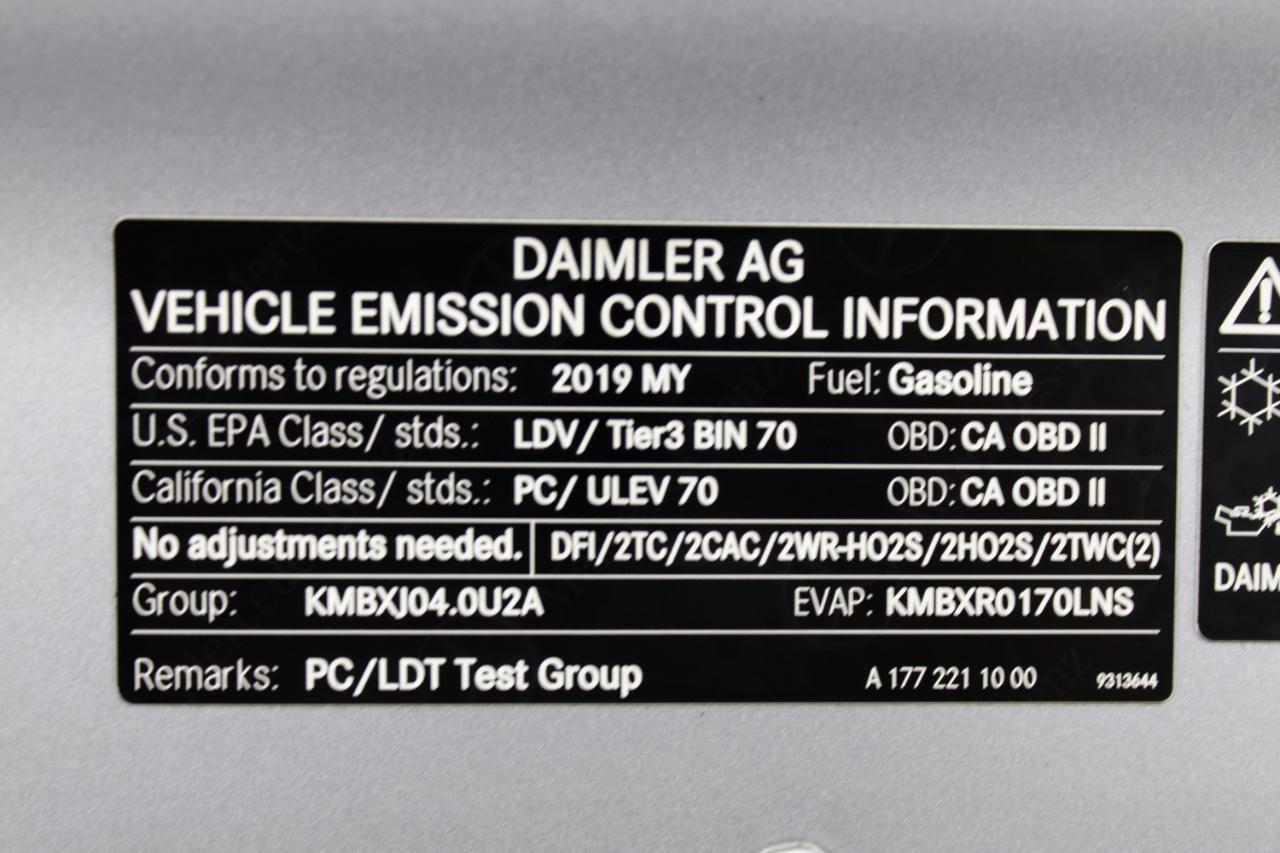 DAIMLER AG
VEHICLE EMISSION CONTROL INFORMATION
Conforms to regulations: 2019 MY Fuel: Gasoline
U.S. EPA Class/ stds.: LDV/ Tier3 BIN 70 OBD: CA OBD II
California Class/ stds.: PC/ ULEV 70 OBD: CA OBD II
No adjustments needed. DFI/2TC/2CAC/2WR-HO2S/2HO2S/2TWC(2)
Group: KMBXJ04.0U2A EVAP: KMBXR0170LNS
Remarks: PC/LDT Test Group A 177 221 10 00 9313644
DAIM